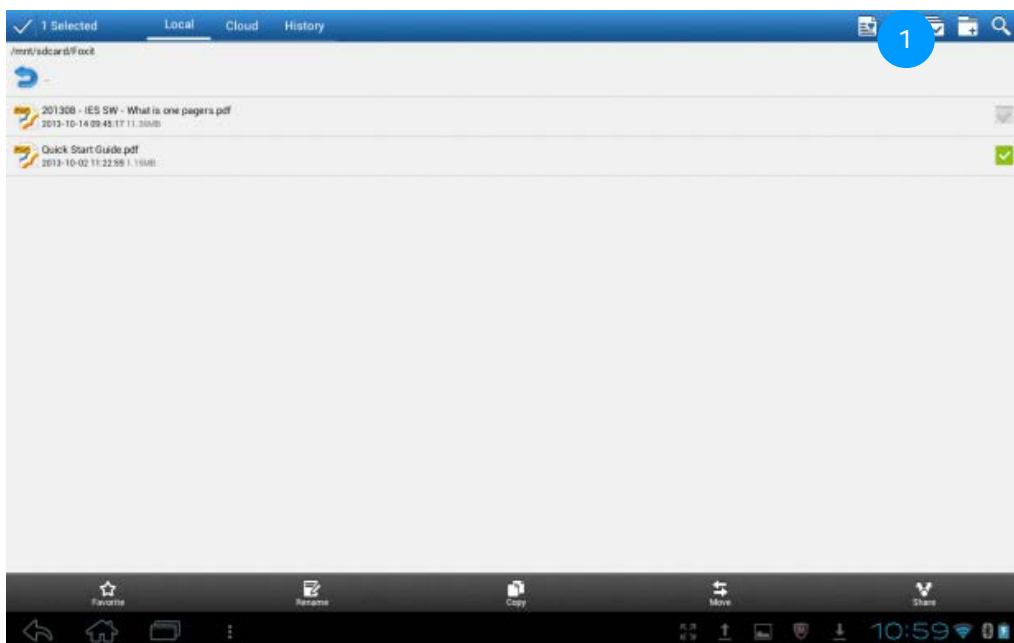 1 Selected
Local
Cloud
History
1
/mnt/sdcard/Foxit
..
201308 - IES SW - What is one pagers.pdf
2013-10-14 09:45:17 11.36MB
Quick Start Guide.pdf
2013-10-02 11:22:59 1.19MB
Favorite
Rename
Copy
Move
Share
10:59